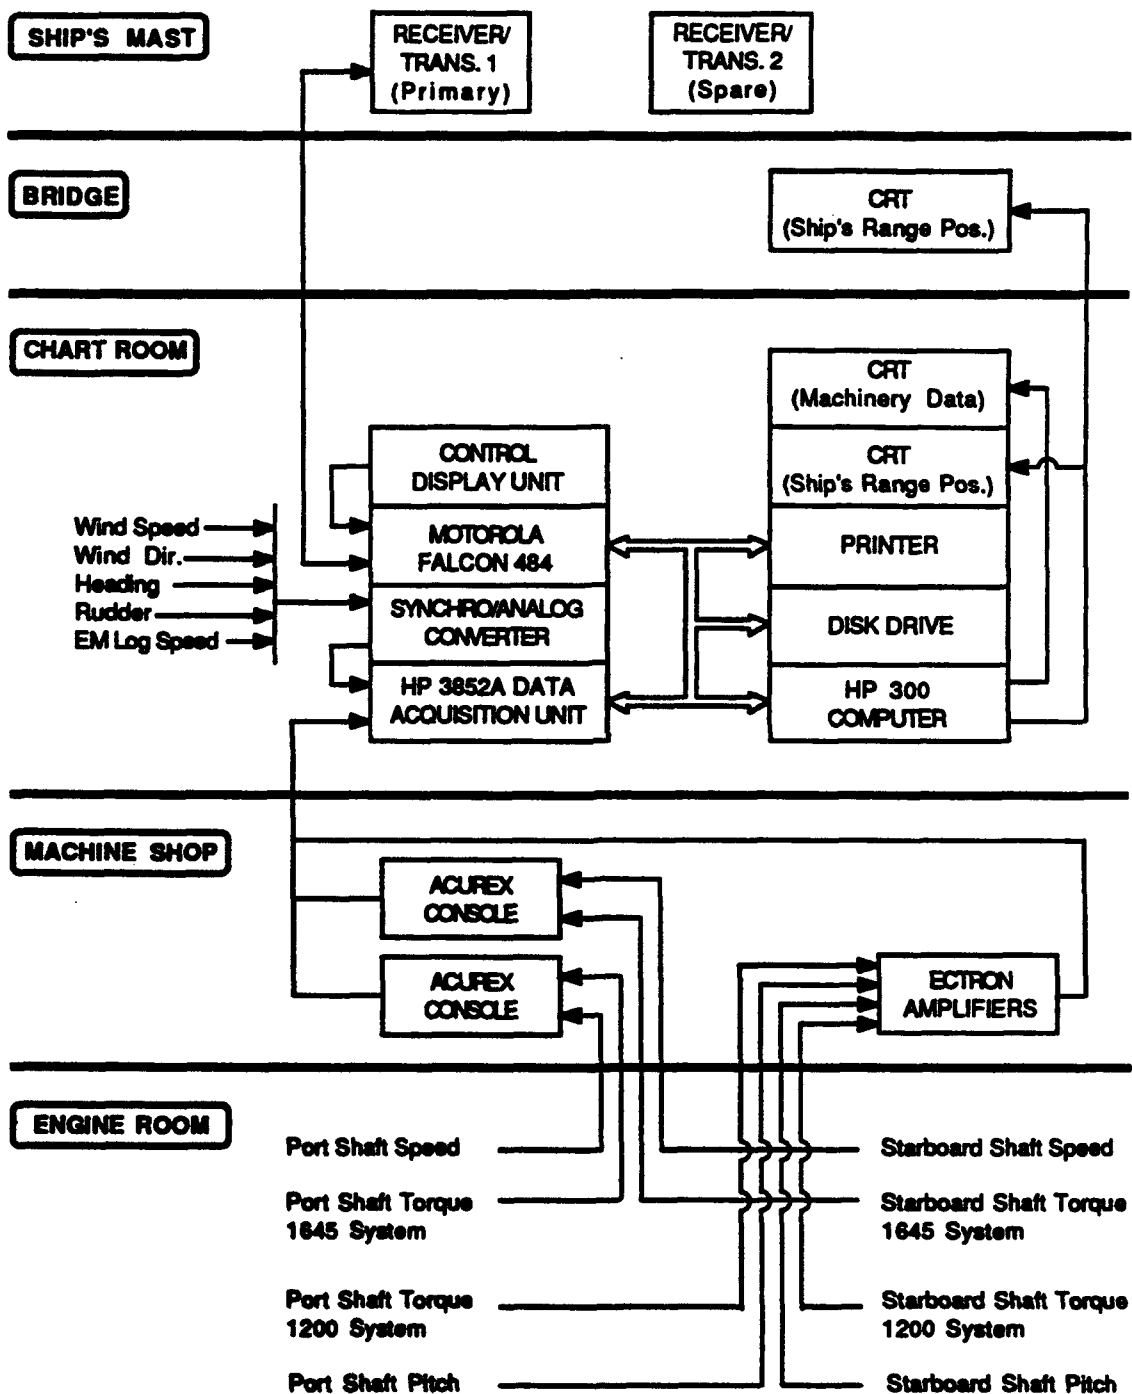 SHIP'S MAST
RECEIVER/
TRANS. 1
(Primary)
RECEIVER/
TRANS. 2
(Spare)
BRIDGE
CRT
(Ship's Range Pos.)
CHART ROOM
CRT
(Machinery Data)
CONTROL
DISPLAY UNIT
CRT
(Ship's Range Pos.)
Wind Speed
Wind Dir.
Heading
Rudder
EM Log Speed
MOTOROLA
FALCON 484
PRINTER
SYNCHRO/ANALOG
CONVERTER
DISK DRIVE
HP 3852A DATA
ACQUISITION UNIT
HP 300
COMPUTER
MACHINE SHOP
ACUREX
CONSOLE
ACUREX
CONSOLE
ECTRON
AMPLIFIERS
ENGINE ROOM
Port Shaft Speed
Starboard Shaft Speed
Port Shaft Torque
1645 System
Starboard Shaft Torque
1645 System
Port Shaft Torque
1200 System
Starboard Shaft Torque
1200 System
Port Shaft Pitch
Starboard Shaft Pitch